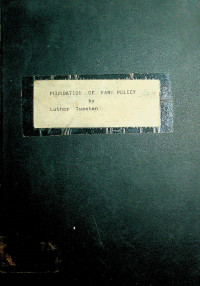 FOUNDATION OF FARM POLICY
by
Luther Tweeten